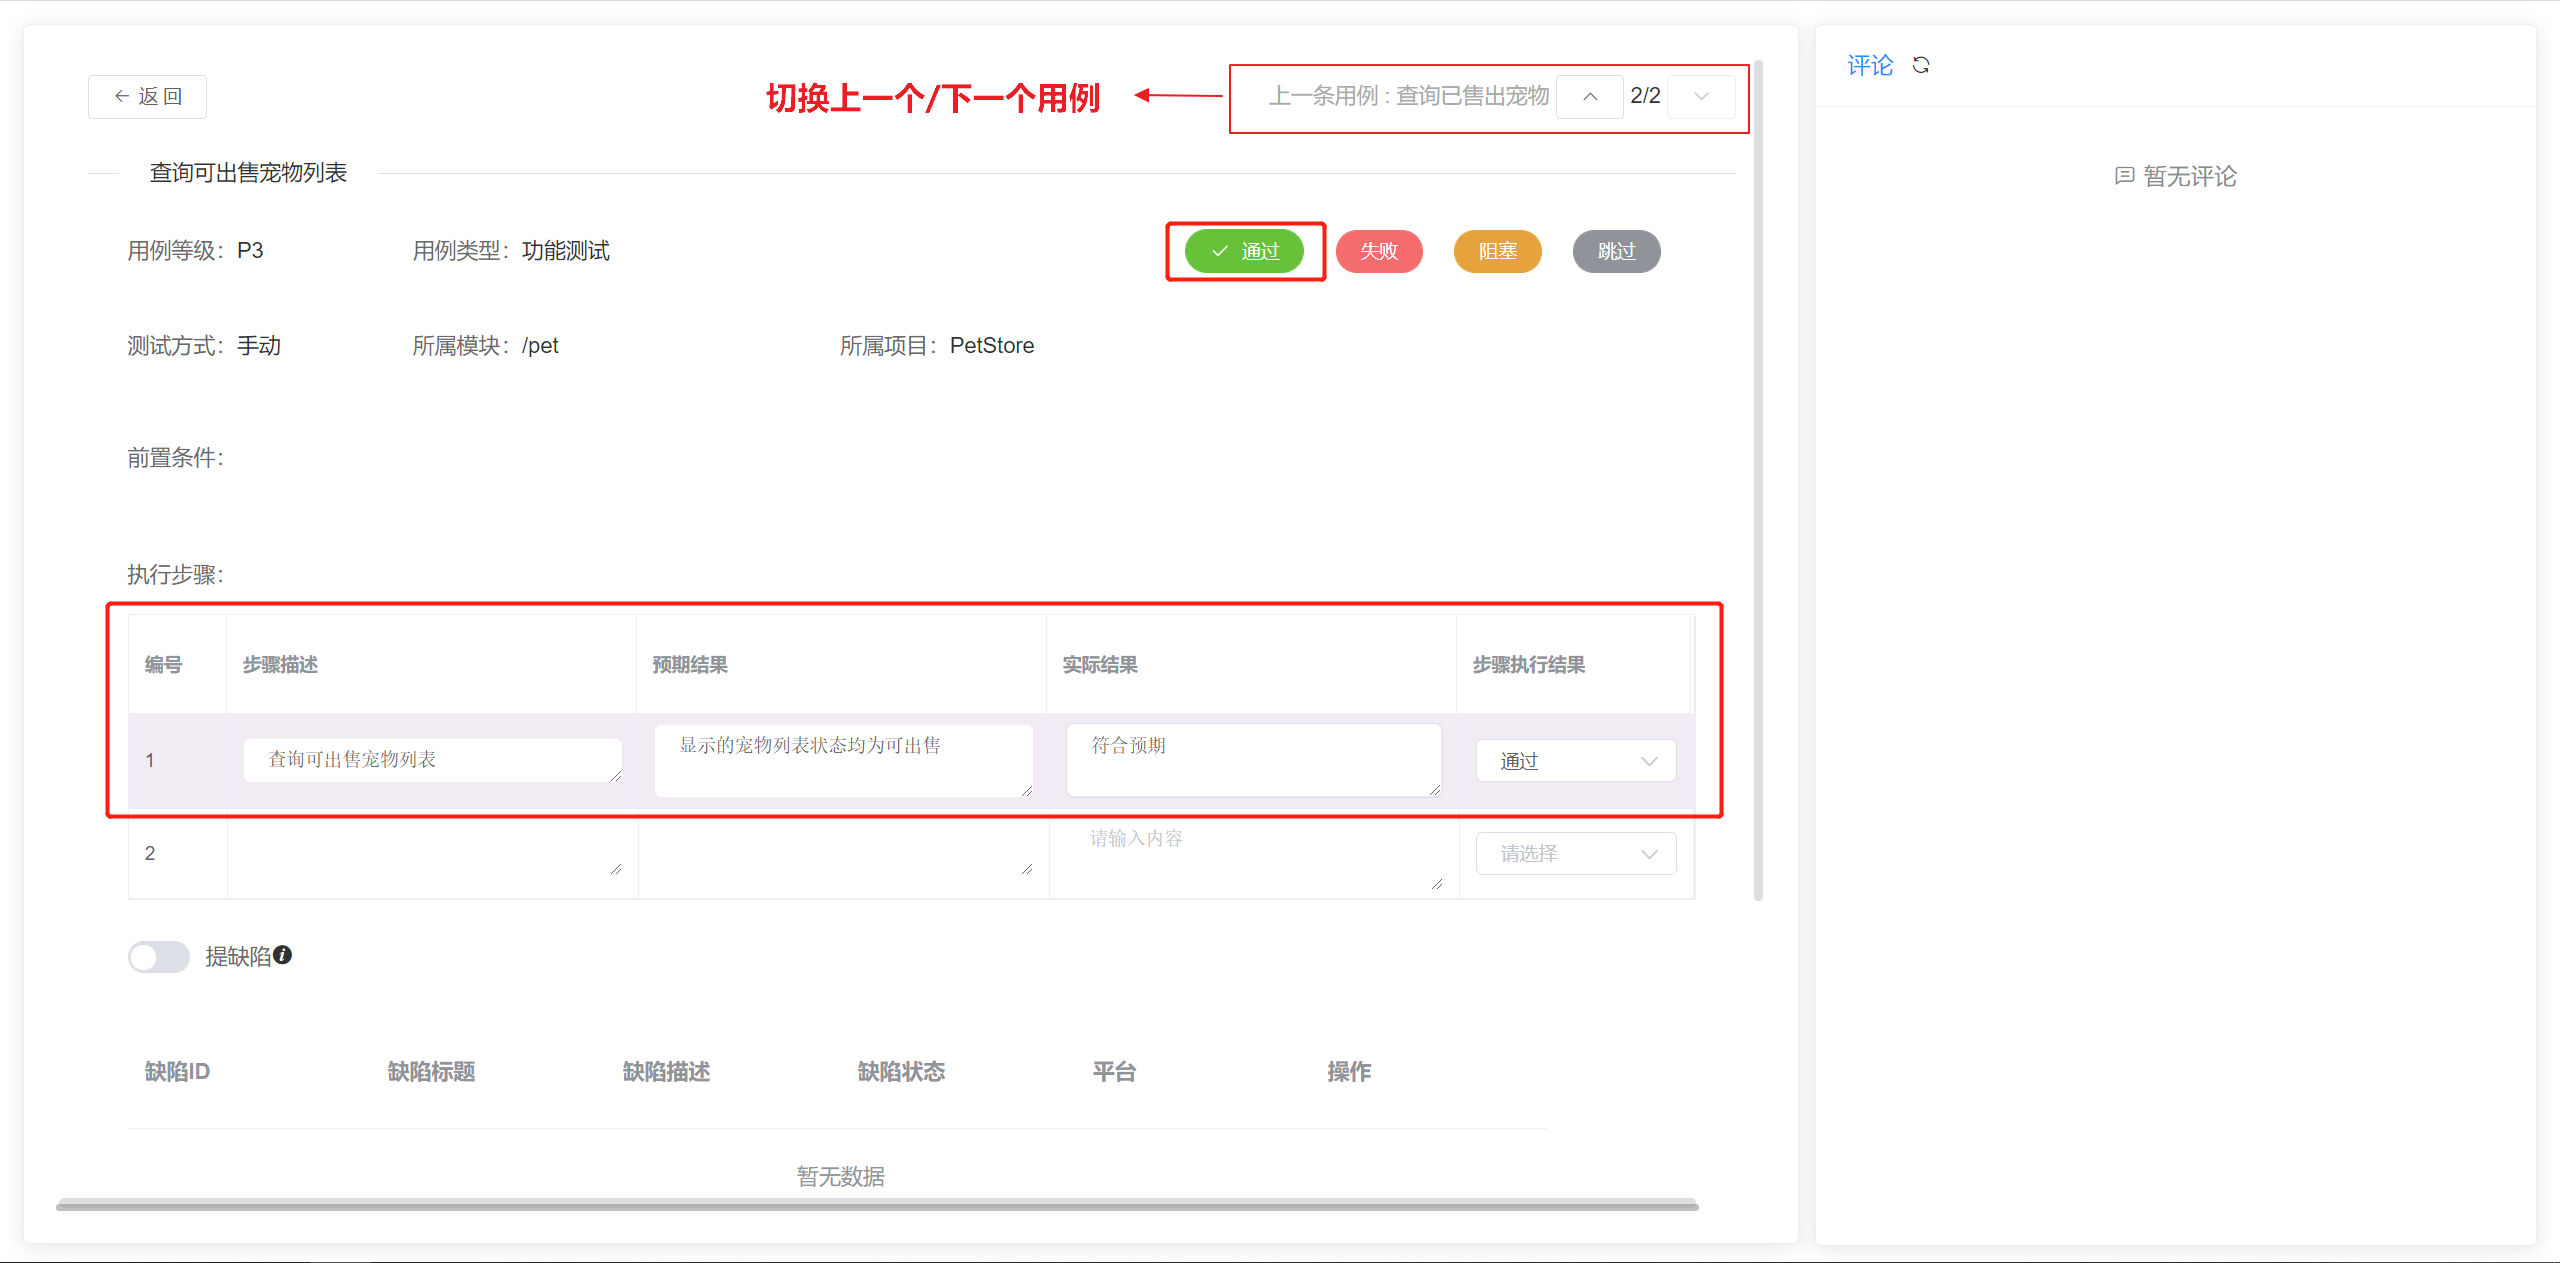 返 回
切换上一个/下一个用例
上一条用例 : 查询已售出宠物
2/2
查询可出售宠物列表
用例等级： P3
用例类型： 功能测试
通过
失败
阻塞
跳过
测试方式： 手动
所属模块： /pet
所属项目： PetStore
前置条件：
执行步骤：
编号
步骤描述
预期结果
实际结果
步骤执行结果
1
查询可出售宠物列表
显示的宠物列表状态均为可出售
符合预期
通过
2
请输入内容
请选择
提缺陷
缺陷ID
缺陷标题
缺陷描述
缺陷状态
平台
操作
暂无数据
评论
暂无评论